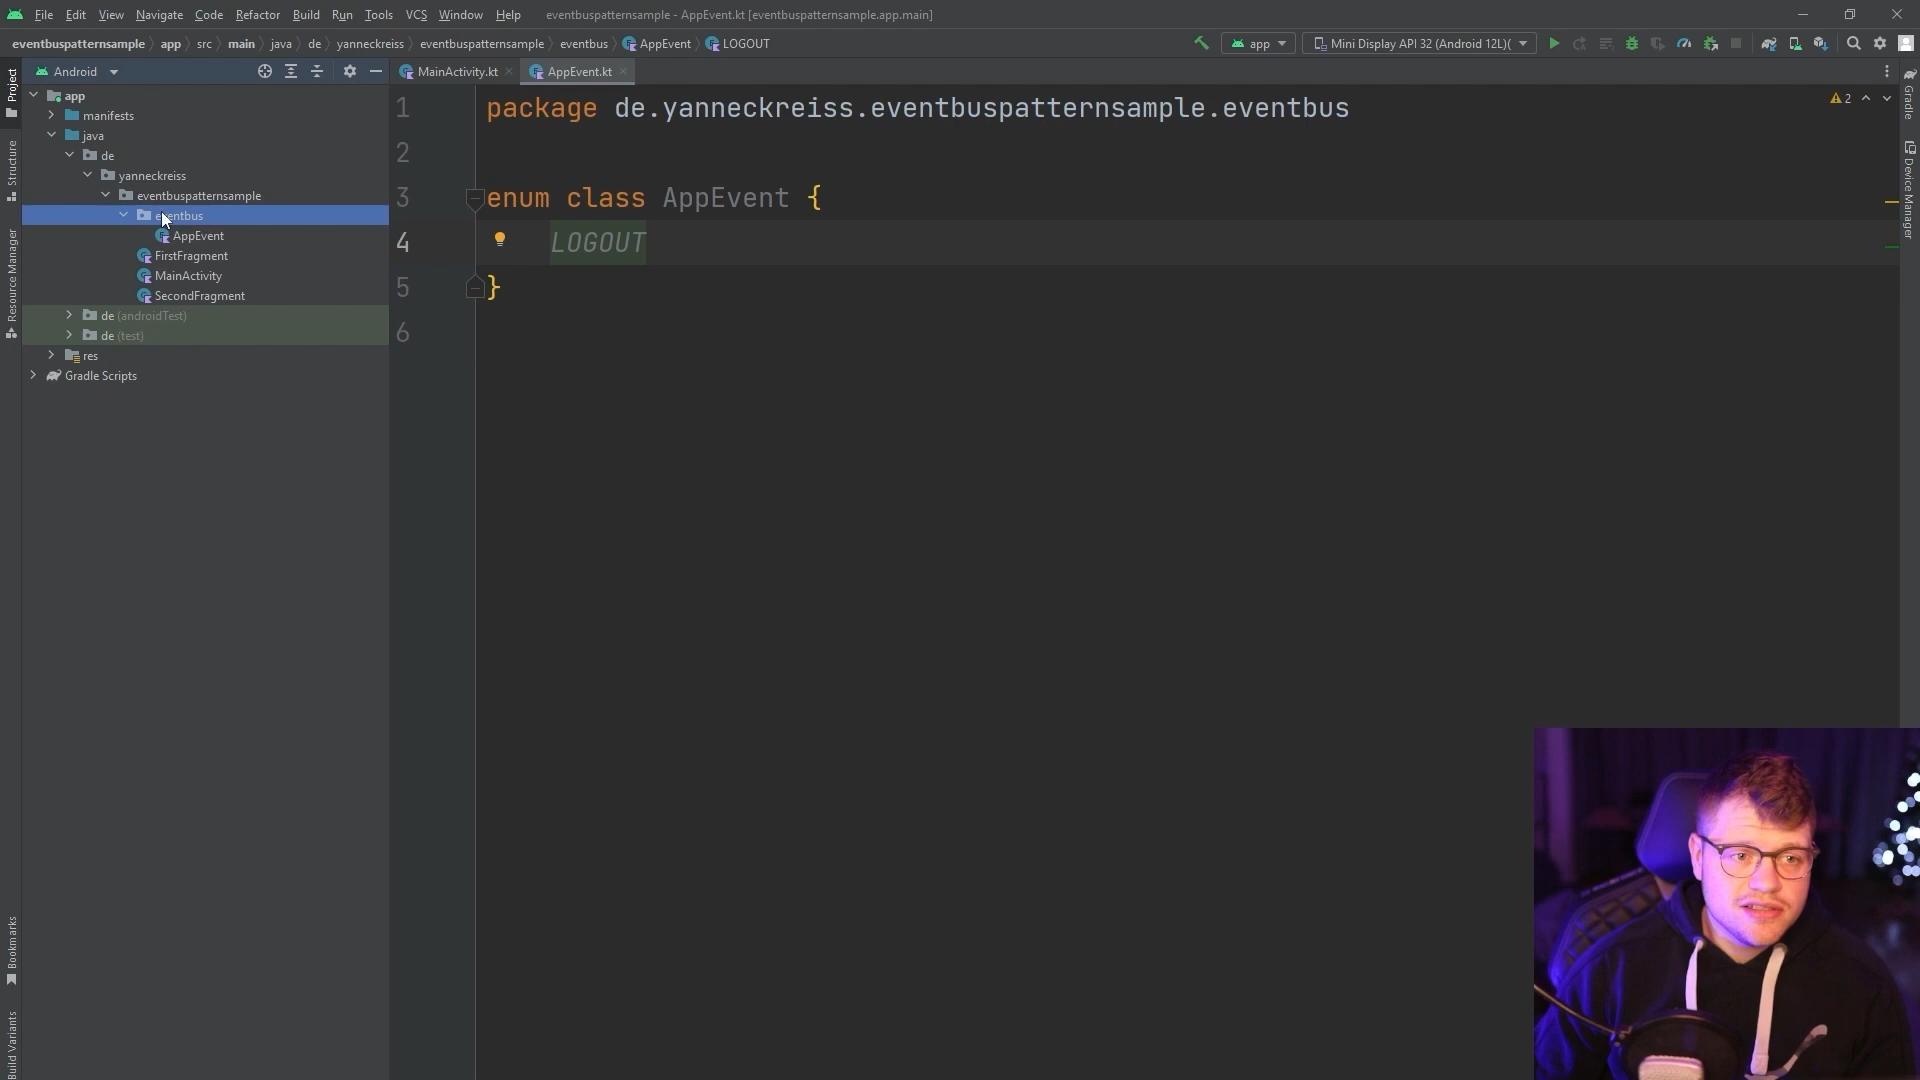 File Edit View Navigate Code Refactor Build Run Tools VCS Window Help eventbuspatternsample - AppEvent.kt [eventbuspatternsample.app.main]
eventbuspatternsample app src main java de yanneckreiss eventbuspatternsample eventbus AppEvent LOGOUT app Mini Display API 32 (Android 12L)(
Android MainActivity.kt AppEvent.kt
Project
Structure
Resource Manager
Bookmarks
Build Variants
app
manifests
java
de
yanneckreiss
eventbuspatternsample
eventbus
AppEvent
FirstFragment
MainActivity
SecondFragment
de (androidTest)
de (test)
res
Gradle Scripts
1 package de.yanneckreiss.eventbuspatternsample.eventbus
2
3 enum class AppEvent {
4 LOGOUT
5 }
6
2
Gradle
Device Manager